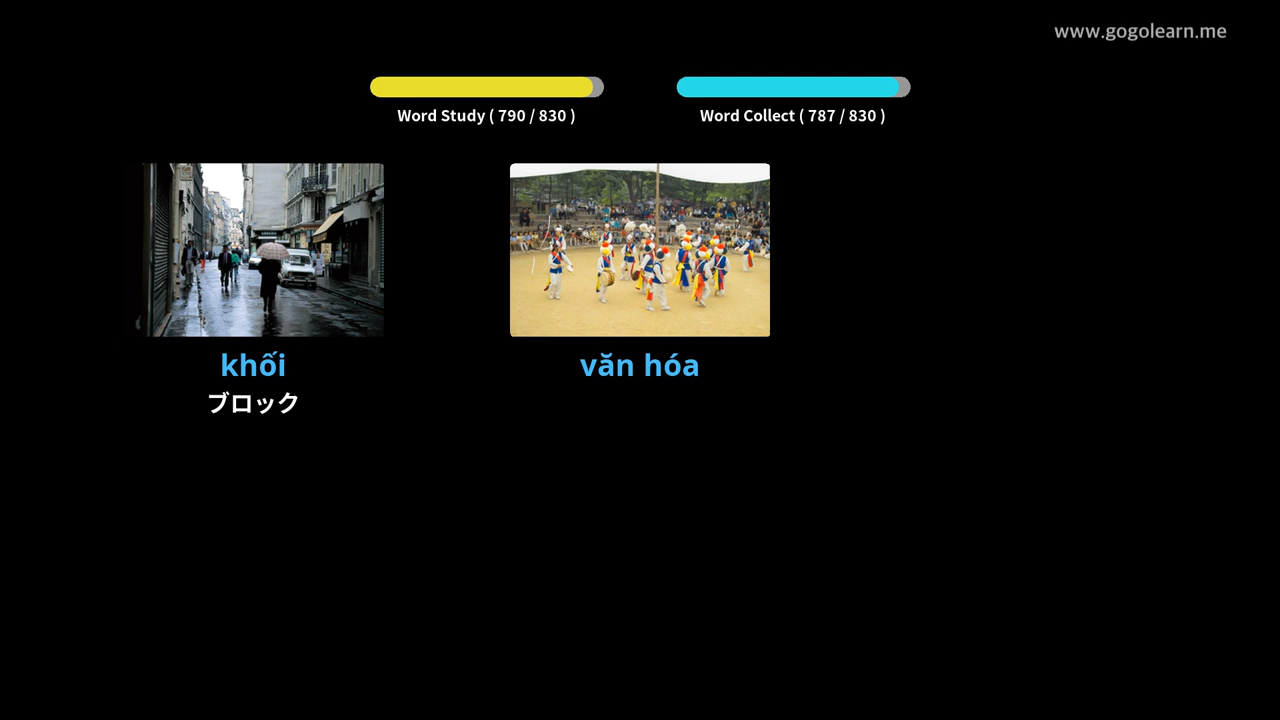 www.gogolearn.me
Word Study ( 790 / 830 )
Word Collect ( 787 / 830 )
khối
văn hóa
ブロック